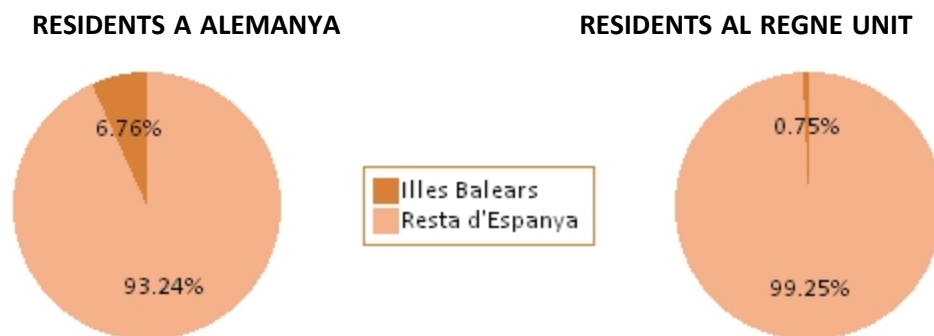 RESIDENTS A ALEMANYA
RESIDENTS AL REGNE UNIT
6.76%
93.24%
Illes Balears
Resta d'Espanya
0.75%
99.25%